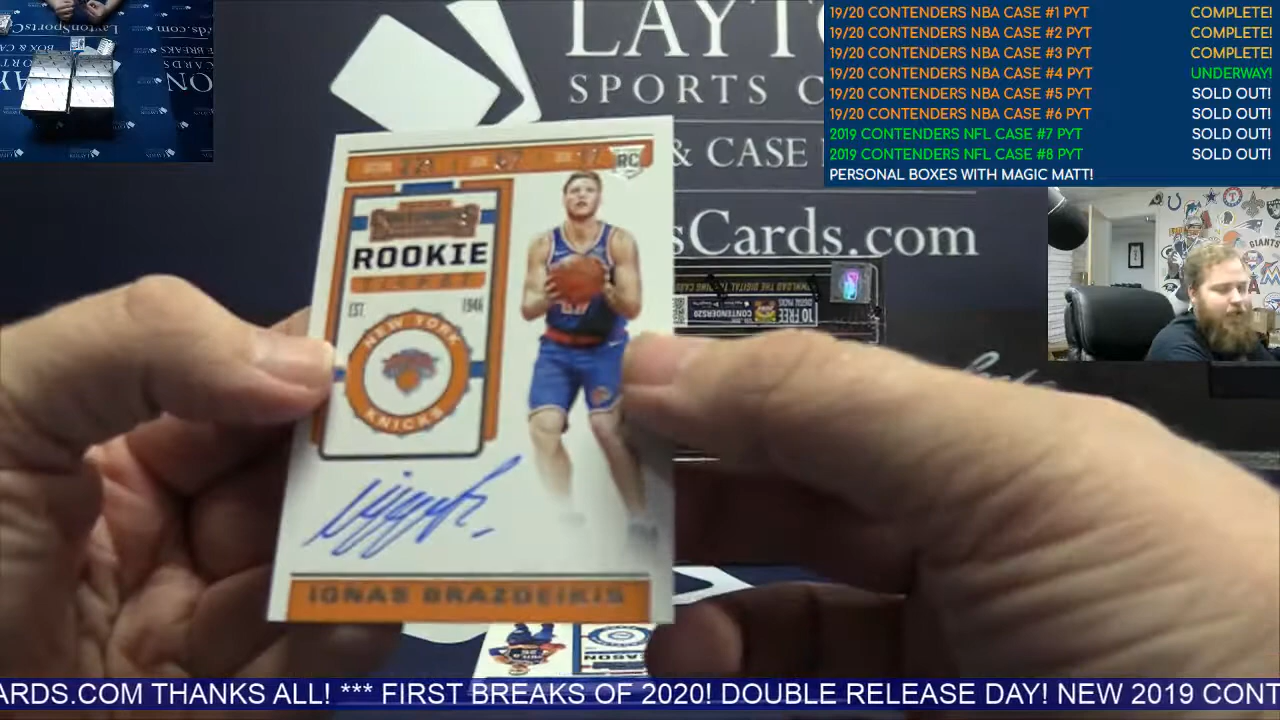 19/20 CONTENDERS NBA CASE #1 PYT COMPLETE!
19/20 CONTENDERS NBA CASE #2 PYT COMPLETE!
19/20 CONTENDERS NBA CASE #3 PYT COMPLETE!
19/20 CONTENDERS NBA CASE #4 PYT UNDERWAY!
19/20 CONTENDERS NBA CASE #5 PYT SOLD OUT!
19/20 CONTENDERS NBA CASE #6 PYT SOLD OUT!
2019 CONTENDERS NFL CASE #7 PYT SOLD OUT!
2019 CONTENDERS NFL CASE #8 PYT SOLD OUT!
PERSONAL BOXES WITH MAGIC MATT!
LAYTO
SPORTS C
& CASE
sCards.com
RC
ROOKIE
EST. 1946
NEW YORK
KNICKS
IGNAS BRAZDEIKIS
10 FREE
GIANTS
ARDS.COM THANKS ALL! *** FIRST BREAKS OF 2020! DOUBLE RELEASE DAY! NEW 2019 CONT